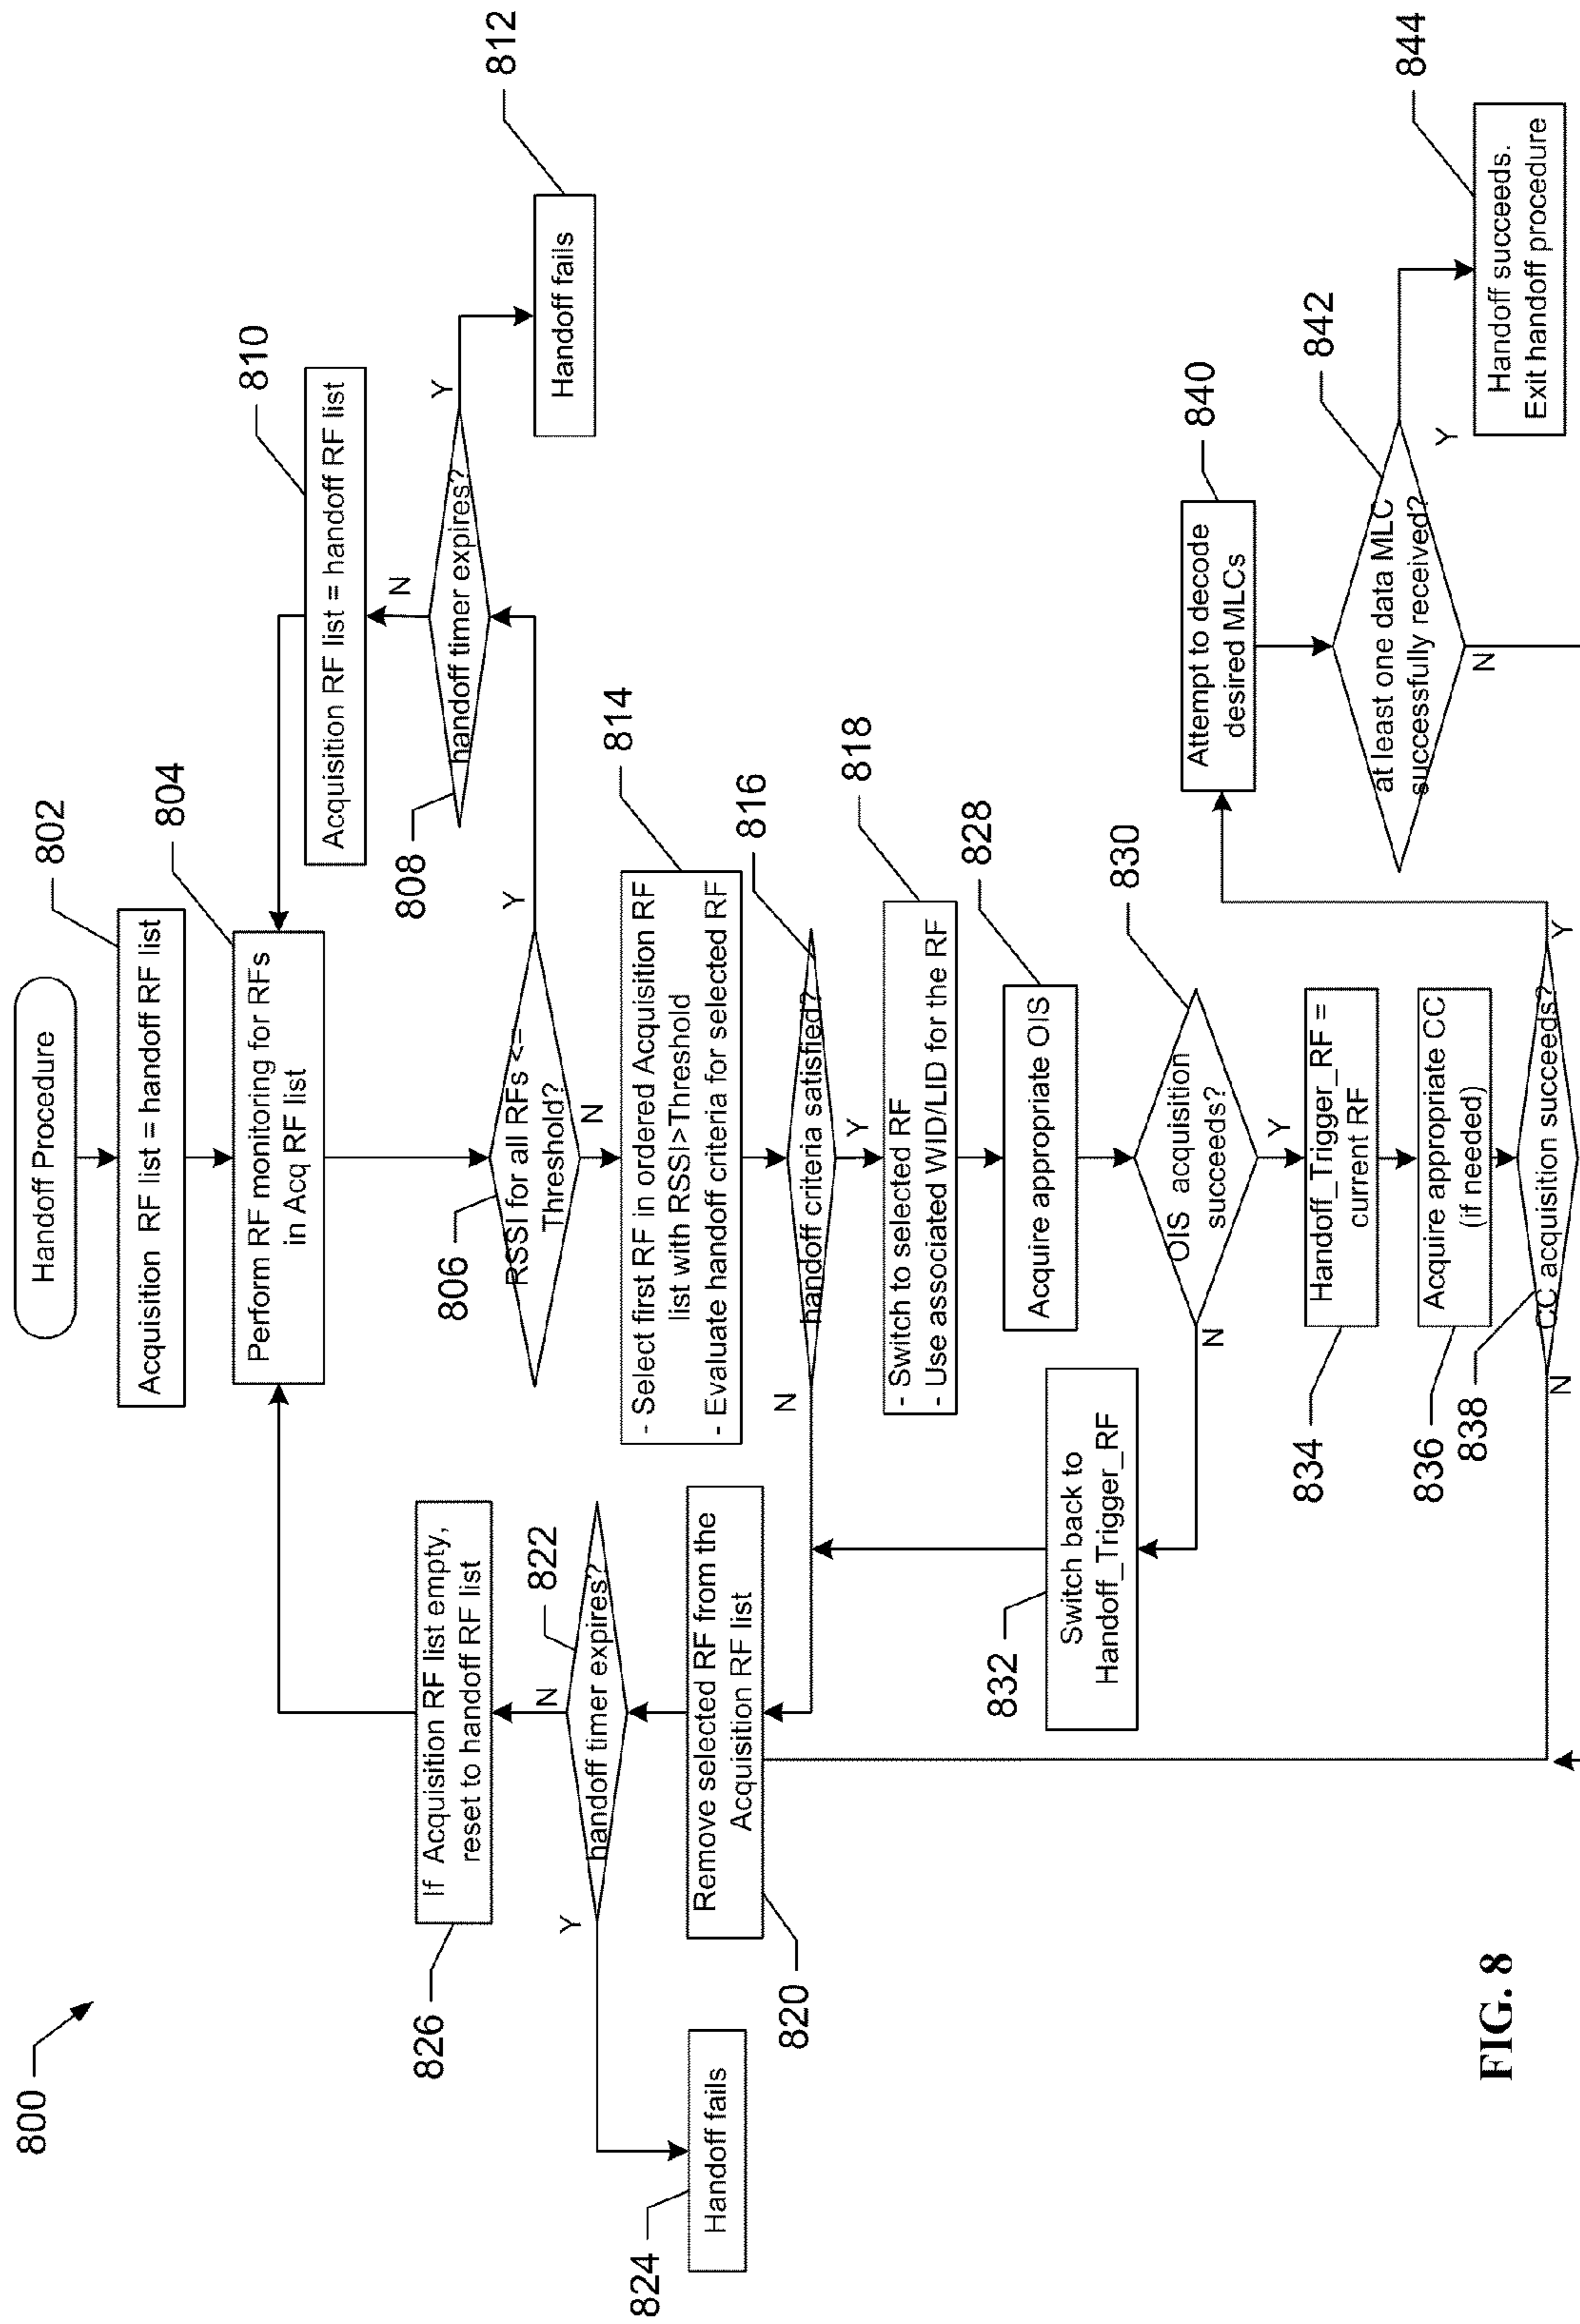 800
Handoff Procedure
802
Acquisition RF list = handoff RF list
804
Perform RF monitoring for RFs
in Acq RF list
806
RSSI for all RFs <=
Threshold?
Y
N
808
handoff timer expires?
N
Y
810
Acquisition RF list = handoff RF list
812
Handoff fails
814
- Select first RF in ordered Acquisition RF
list with RSSI>Threshold
- Evaluate handoff criteria for selected RF
816
handoff criteria satisfied?
N
Y
818
- Switch to selected RF
- Use associated WID/LID for the RF
820
Remove selected RF from the
Acquisition RF list
822
handoff timer expires?
Y
N
824
Handoff fails
826
If Acquisition RF list empty,
reset to handoff RF list
828
Acquire appropriate OIS
830
OIS acquisition
succeeds?
N
Y
832
Switch back to
Handoff_Trigger_RF
834
Handoff_Trigger_RF =
current RF
836
Acquire appropriate CC
(if needed)
838
CC acquisition succeeds?
N
Y
840
Attempt to decode
desired MLCs
842
at least one data MLC
successfully received?
N
Y
844
Handoff succeeds.
Exit handoff procedure
FIG. 8